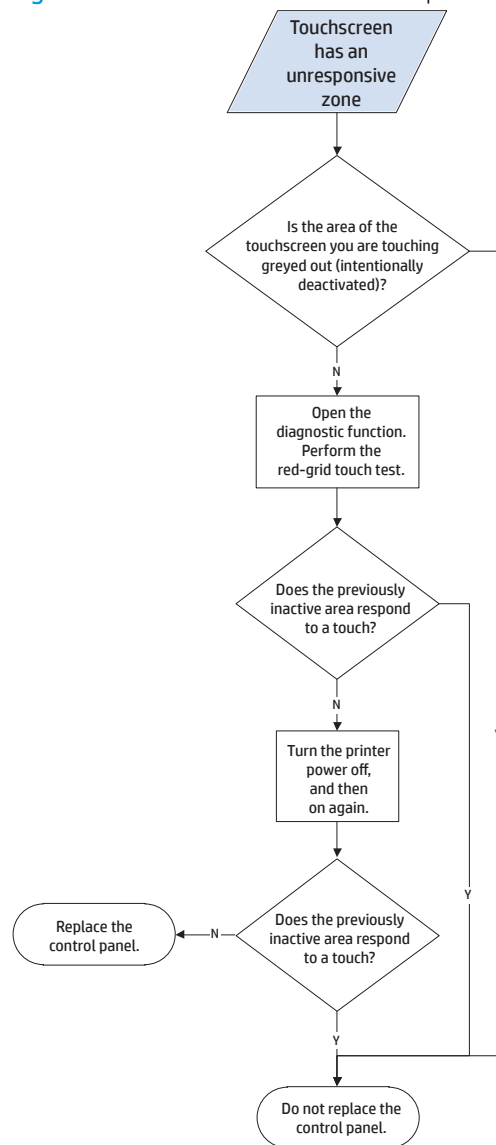 Touchscreen
has an
unresponsive
zone
Is the area of the
touchscreen you are touching
greyed out (intentionally
deactivated)?
N
Open the
diagnostic function.
Perform the
red-grid touch test.
Does the previously
inactive area respond
to a touch?
N
Turn the printer
power off,
and then
on again.
Y
Does the previously
inactive area respond
to a touch?
N
Replace the
control panel.
Y
Do not replace the
control panel.